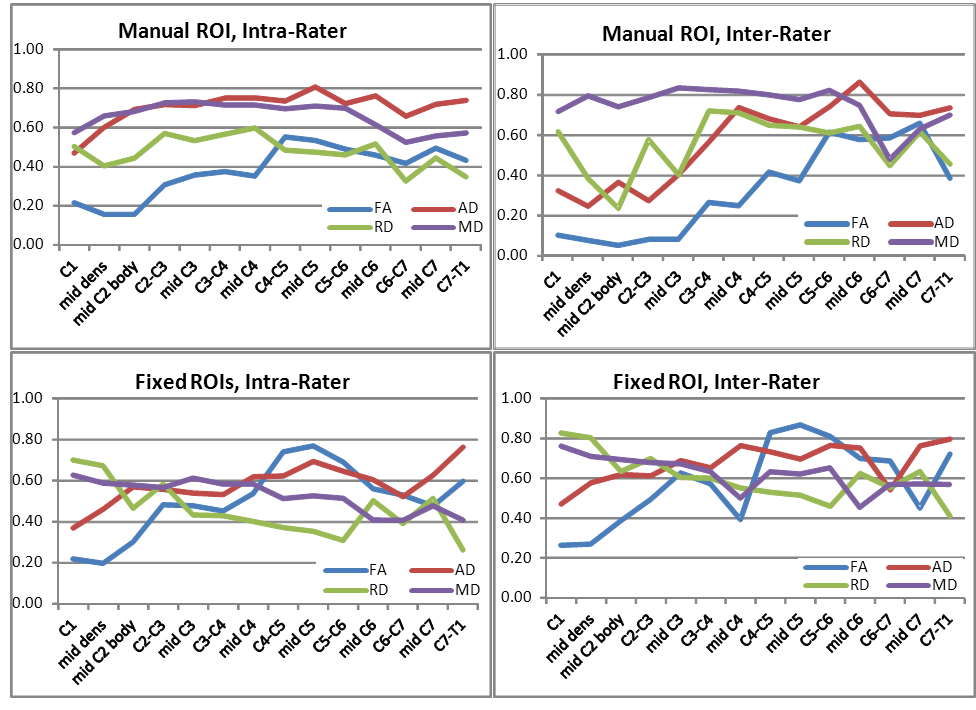 Manual ROI, Intra-Rater
1.00
0.80
0.60
0.40
0.20
0.00
FA AD
RD MD
C1
mid dens
mid C2 body
C2-C3
mid C3
C3-C4
mid C4
C4-C5
mid C5
C5-C6
mid C6
C6-C7
mid C7
C7-T1
Manual ROI, Inter-Rater
1.00
0.80
0.60
0.40
0.20
0.00
FA AD
RD MD
C1
mid dens
mid C2 body
C2-C3
mid C3
C3-C4
mid C4
C4-C5
mid C5
C5-C6
mid C6
C6-C7
mid C7
C7-T1
Fixed ROIs, Intra-Rater
1.00
0.80
0.60
0.40
0.20
0.00
FA AD
RD MD
C1
mid dens
mid C2 body
C2-C3
mid C3
C3-C4
mid C4
C4-C5
mid C5
C5-C6
mid C6
C6-C7
mid C7
C7-T1
Fixed ROI, Inter-Rater
1.00
0.80
0.60
0.40
0.20
0.00
FA AD
RD MD
C1
mid dens
mid C2 body
C2-C3
mid C3
C3-C4
mid C4
C4-C5
mid C5
C5-C6
mid C6
C6-C7
mid C7
C7-T1